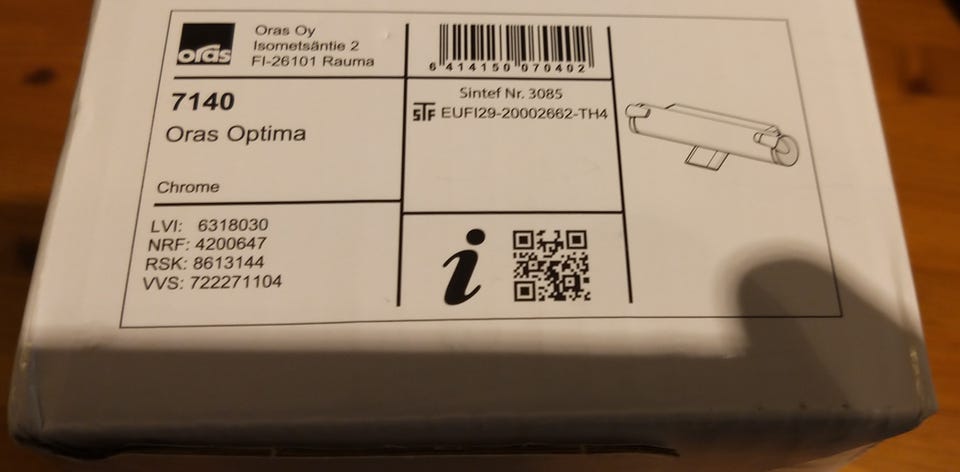 oras
Oras Oy
Isometsäntie 2
FI-26101 Rauma
7140
Oras Optima
Chrome
LVI: 6318030
NRF: 4200647
RSK: 8613144
VVS: 722271104
6 414150 070402
Sintef Nr. 3085
STF EUFI29-20002662-TH4
i